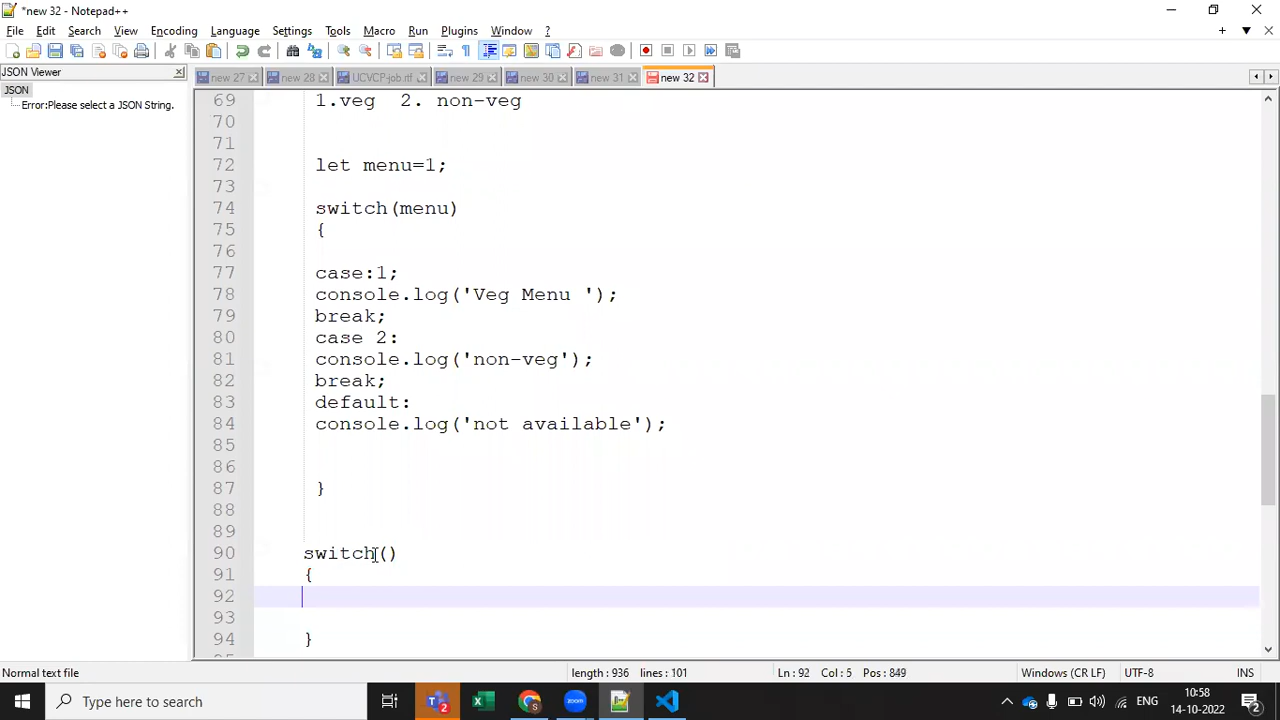 *new 32 - Notepad++
File Edit Search View Encoding Language Settings Tools Macro Run Plugins Window ?
JSON Viewer
new 27 new 28 UCVCP-job.rtf new 29 new 30 new 31 new 32
JSON
Error:Please select a JSON String.
69 1.veg 2. non-veg
70
71
72 let menu=1;
73
74 switch(menu)
75 {
76
77 case:1;
78 console.log('Veg Menu ');
79 break;
80 case 2:
81 console.log('non-veg');
82 break;
83 default:
84 console.log('not available');
85
86
87 }
88
89
90 switch()
91 {
92
93
94 }
Normal text file length : 936 lines : 101 Ln : 92 Col : 5 Pos : 849 Windows (CR LF) UTF-8 INS
Type here to search ENG 10:58
14-10-2022